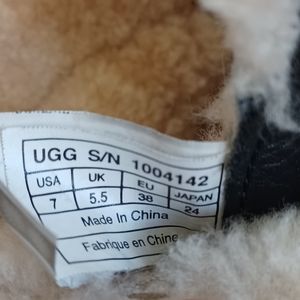 UGG S/N 1004142
USA UK EU JAPAN
7 5.5 38 24
Made In China
Fabrique en Chine